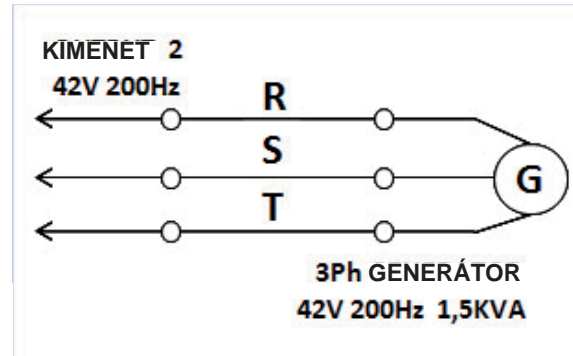 KIMENET 2
42V 200Hz
R
S
G
T
3Ph GENERÁTOR
42V 200Hz 1,5KVA